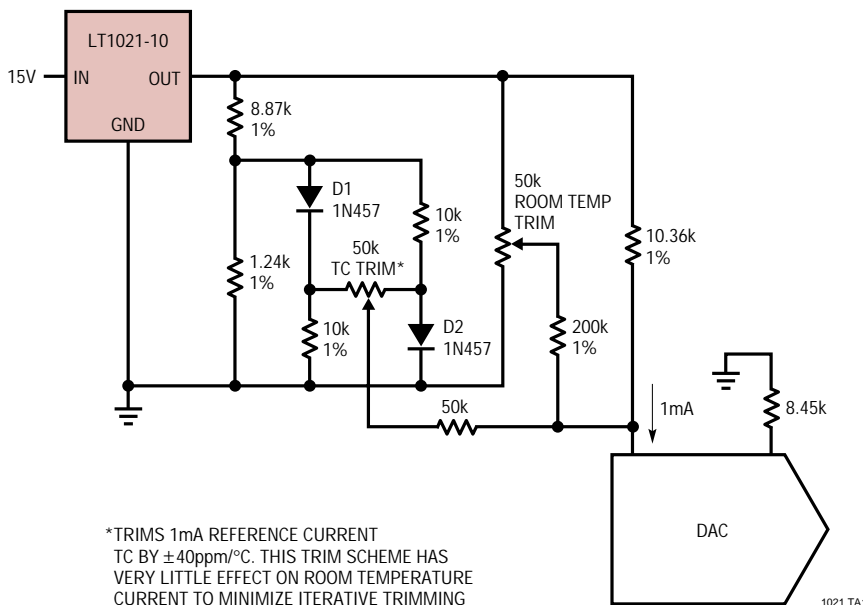 LT1021-10
15V
IN
OUT
GND
8.87k
1%
D1
1N457
50k
ROOM TEMP
TRIM
10k
1%
10.36k
1%
50k
TC TRIM*
1.24k
1%
10k
1%
D2
1N457
200k
1%
50k
1mA
8.45k
DAC
*TRIMS 1mA REFERENCE CURRENT
TC BY ±40ppm/°C. THIS TRIM SCHEME HAS
VERY LITTLE EFFECT ON ROOM TEMPERATURE
CURRENT TO MINIMIZE ITERATIVE TRIMMING